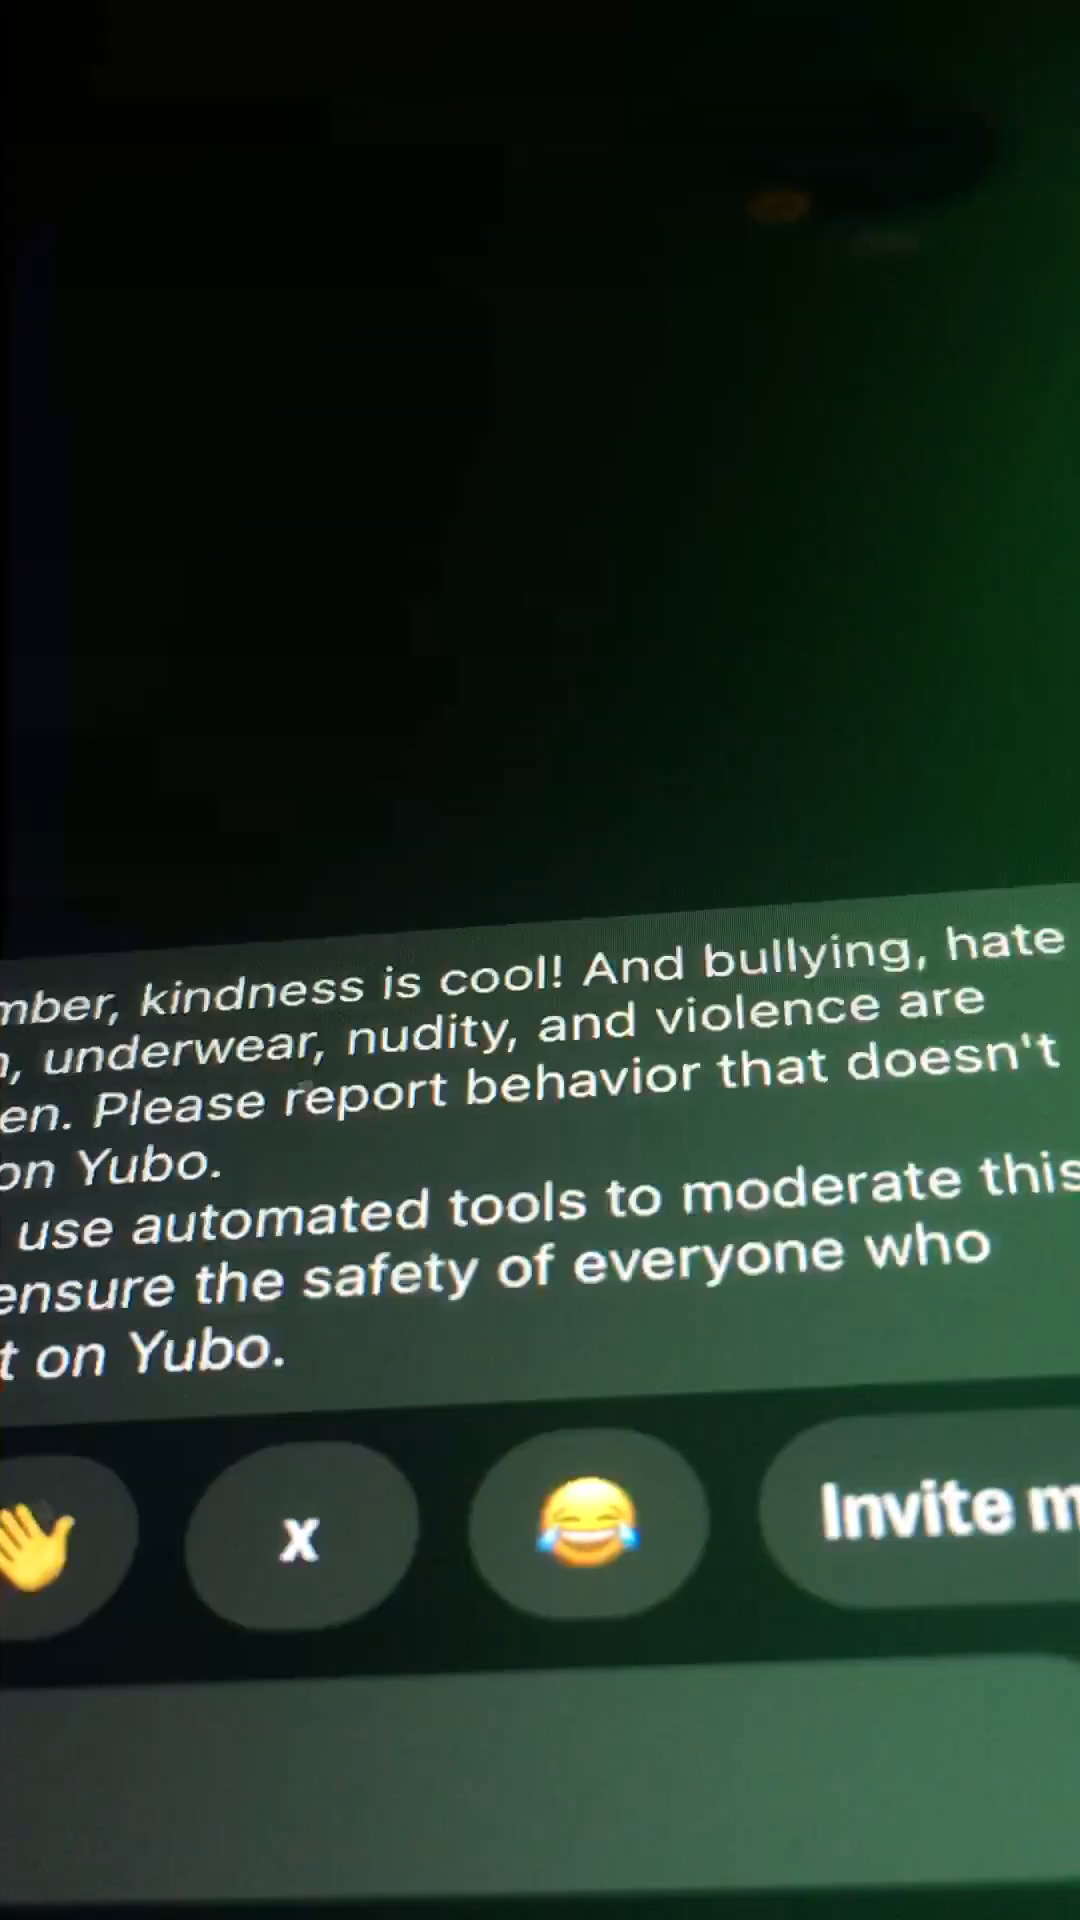 mber, kindness is cool! And bullying, hate
, underwear, nudity, and violence are
en. Please report behavior that doesn't
on Yubo.
use automated tools to moderate this
ensure the safety of everyone who
t on Yubo.
👋 x 😂 Invite m